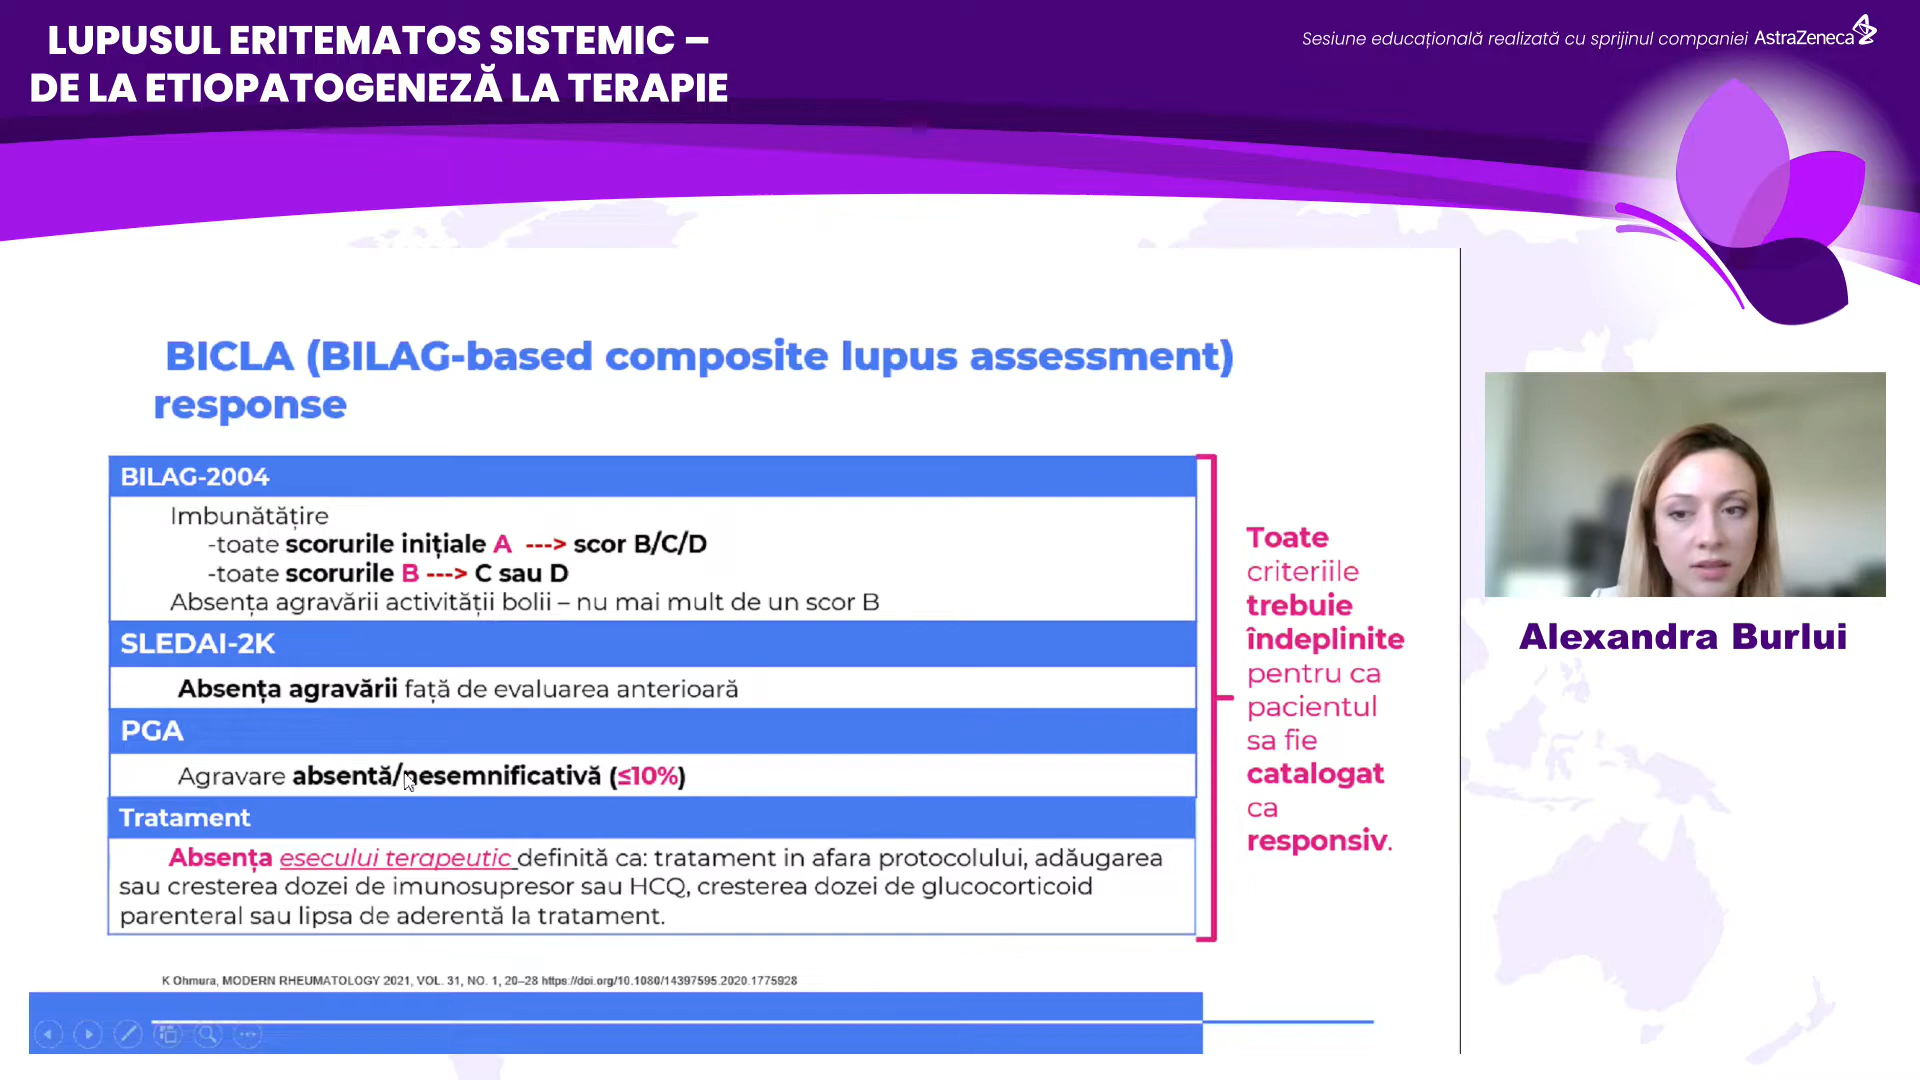 LUPUSUL ERITEMATOS SISTEMIC –
DE LA ETIOPATOGENEZĂ LA TERAPIE
Sesiune educațională realizată cu sprijinul companiei AstraZeneca
BICLA (BILAG-based composite lupus assessment)
response
BILAG-2004
Imbunătățire
-toate scorurile inițiale A ---> scor B/C/D
-toate scorurile B ---> C sau D
Absența agravării activității bolii – nu mai mult de un scor B
SLEDAI-2K
Absența agravării față de evaluarea anterioară
PGA
Agravare absentă/nesemnificativă (≤10%)
Tratament
Absența esecului terapeutic definită ca: tratament in afara protocolului, adăugarea
sau cresterea dozei de imunosupresor sau HCQ, cresterea dozei de glucocorticoid
parenteral sau lipsa de aderentă la tratament.
Toate
criteriile
trebuie
îndeplinite
pentru ca
pacientul
sa fie
catalogat
ca
responsiv.
K Ohmura, MODERN RHEUMATOLOGY 2021, VOL. 31, NO. 1, 20–28 https://doi.org/10.1080/14397595.2020.1775928
Alexandra Burlui